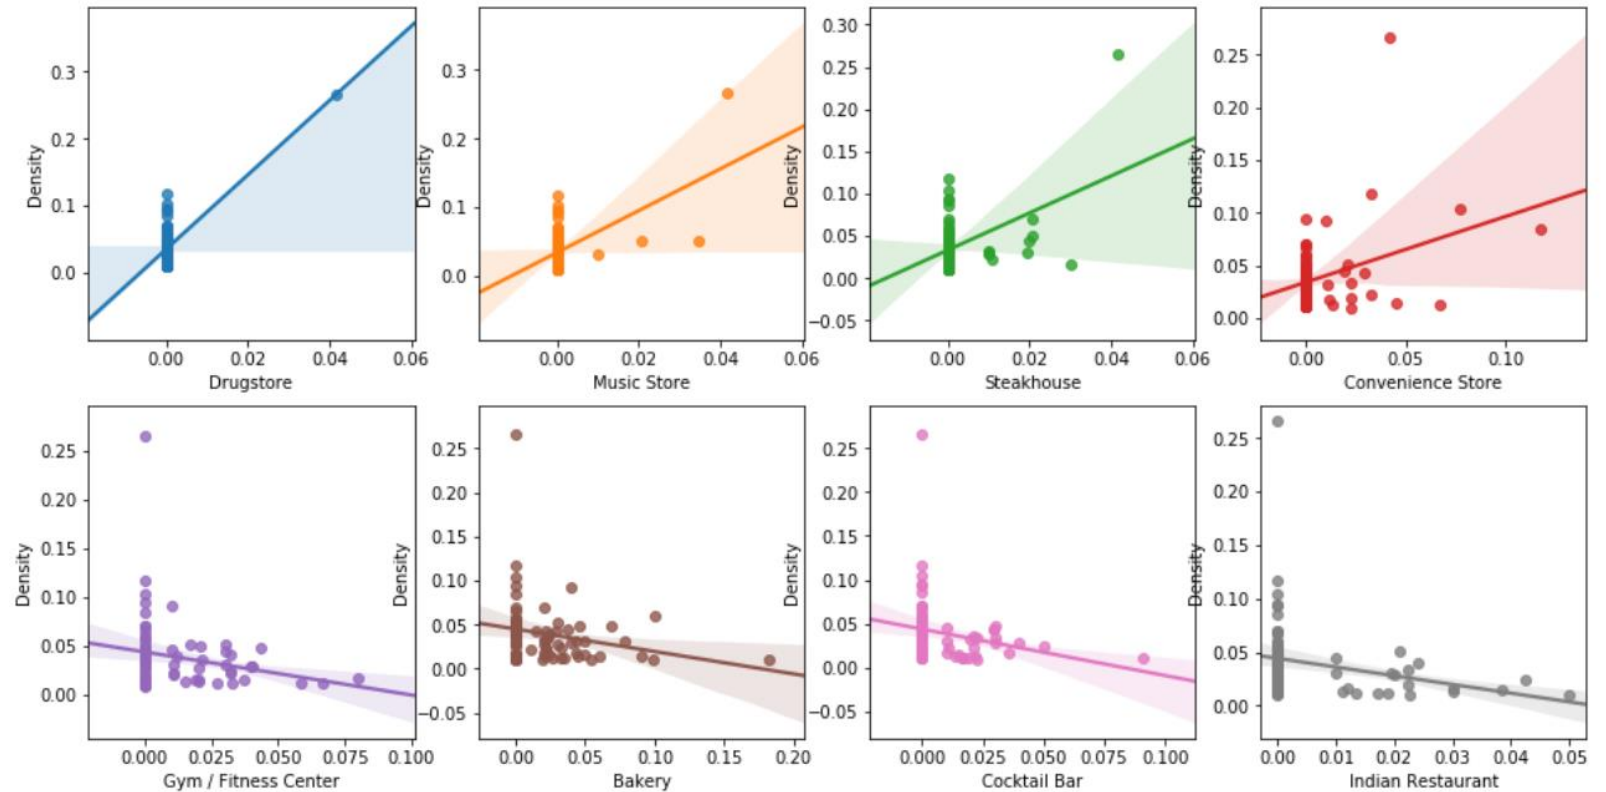 Density
0.3
0.2
0.1
0.0
0.00 0.02 0.04 0.06
Drugstore
Density
0.3
0.2
0.1
0.0
0.00 0.02 0.04 0.06
Music Store
Density
0.30
0.25
0.20
0.15
0.10
0.05
0.00
−0.05
0.00 0.02 0.04 0.06
Steakhouse
Density
0.25
0.20
0.15
0.10
0.05
0.00
0.00 0.05 0.10
Convenience Store
Density
0.25
0.20
0.15
0.10
0.05
0.00
0.000 0.025 0.050 0.075 0.100
Gym / Fitness Center
Density
0.25
0.20
0.15
0.10
0.05
0.00
−0.05
0.00 0.05 0.10 0.15 0.20
Bakery
Density
0.25
0.20
0.15
0.10
0.05
0.00
−0.05
0.000 0.025 0.050 0.075 0.100
Cocktail Bar
Density
0.25
0.20
0.15
0.10
0.05
0.00
0.00 0.01 0.02 0.03 0.04 0.05
Indian Restaurant